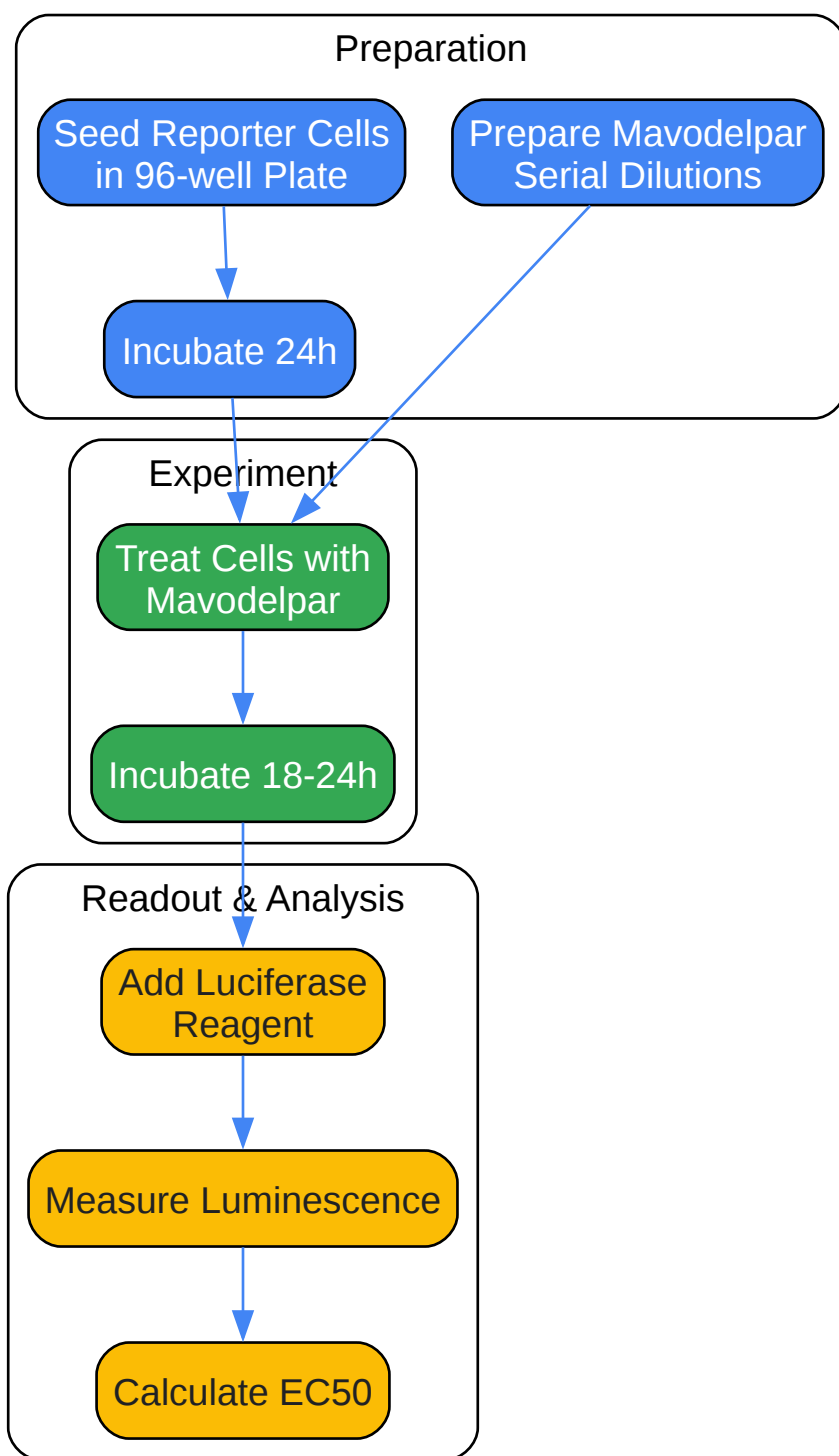 Preparation
Seed Reporter Cells
in 96-well Plate
Prepare Mavodelpar
Serial Dilutions
Incubate 24h
Experiment
Treat Cells with
Mavodelpar
Incubate 18-24h
Readout & Analysis
Add Luciferase
Reagent
Measure Luminescence
Calculate EC50